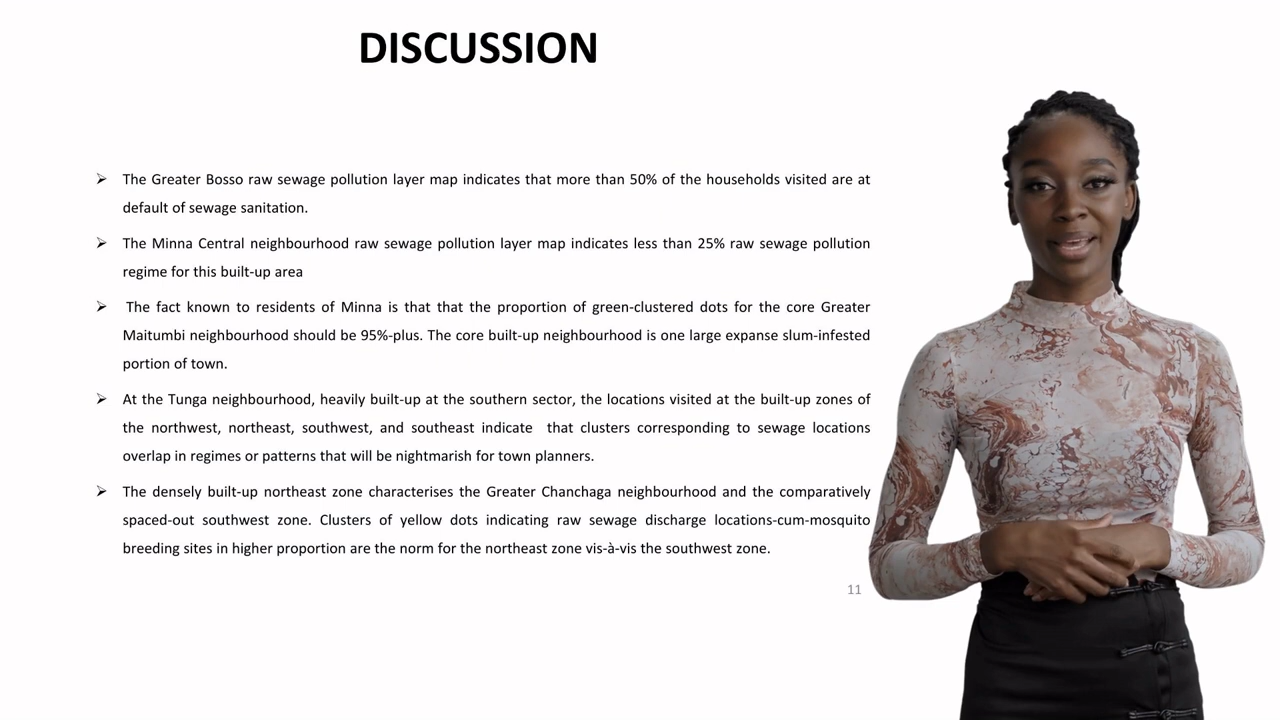 DISCUSSION
➢ The Greater Bosso raw sewage pollution layer map indicates that more than 50% of the households visited are at
default of sewage sanitation.
➢ The Minna Central neighbourhood raw sewage pollution layer map indicates less than 25% raw sewage pollution
regime for this built-up area
➢ The fact known to residents of Minna is that that the proportion of green-clustered dots for the core Greater
Maitumbi neighbourhood should be 95%-plus. The core built-up neighbourhood is one large expanse slum-infested
portion of town.
➢ At the Tunga neighbourhood, heavily built-up at the southern sector, the locations visited at the built-up zones of
the northwest, northeast, southwest, and southeast indicate that clusters corresponding to sewage locations
overlap in regimes or patterns that will be nightmarish for town planners.
➢ The densely built-up northeast zone characterises the Greater Chanchaga neighbourhood and the comparatively
spaced-out southwest zone. Clusters of yellow dots indicating raw sewage discharge locations-cum-mosquito
breeding sites in higher proportion are the norm for the northeast zone vis-à-vis the southwest zone.
11